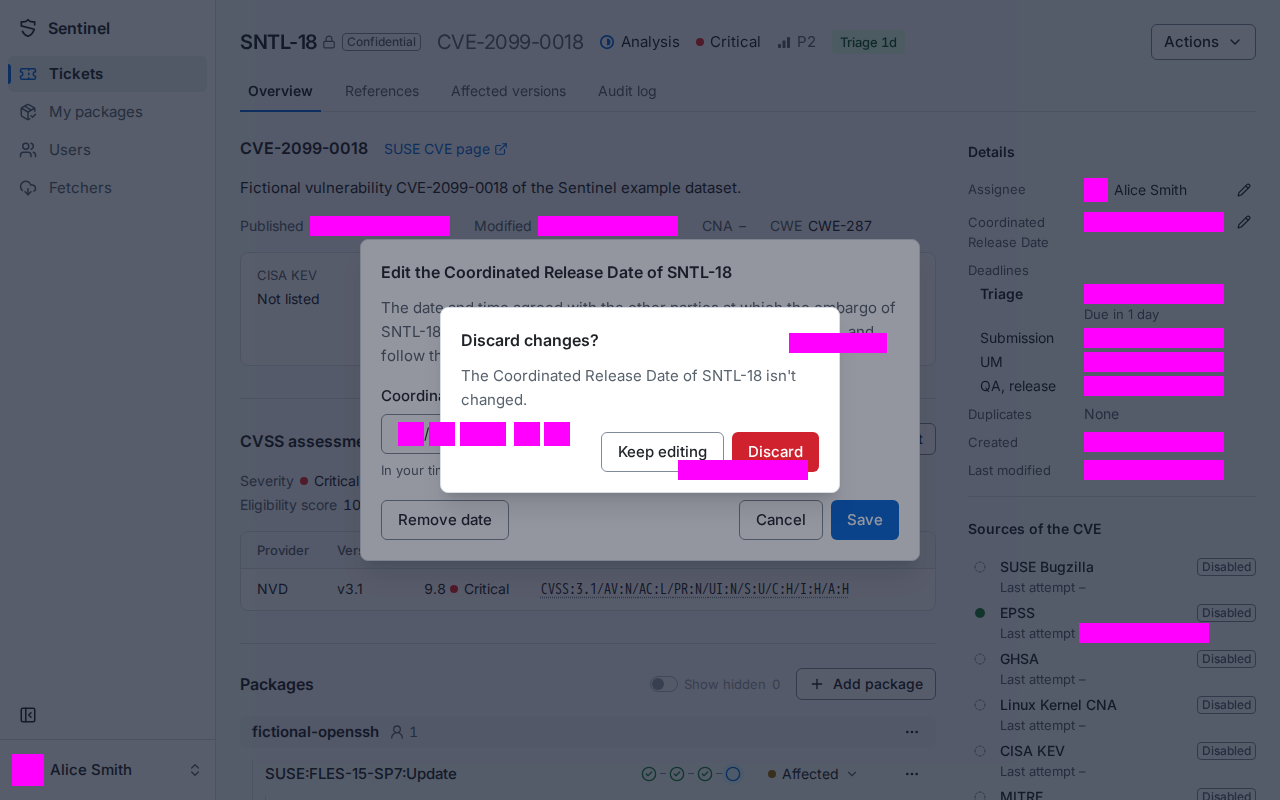 Sentinel
Tickets
My packages
Users
Fetchers
Alice Smith
SNTL-18 Confidential CVE-2099-0018 Analysis Critical P2 Triage 1d
Actions
Overview References Affected versions Audit log
CVE-2099-0018 SUSE CVE page
Fictional vulnerability CVE-2099-0018 of the Sentinel example dataset.
Published Modified CNA – CWE CWE-287
CISA KEV
Not listed
Edit the Coordinated Release Date of SNTL-18
The date and time agreed with the other parties at which the embargo of
SNTL-18 and
follow
Discard changes?
The Coordinated Release Date of SNTL-18 isn't
changed.
/
Keep editing Discard
In your
Remove date Cancel Save
CVSS
Severity Critical
Eligibility score 10
Provider
NVD v3.1 9.8 Critical CVSS:3.1/AV:N/AC:L/PR:N/UI:N/S:U/C:H/I:H/A:H
Packages Show hidden 0 Add package
fictional-openssh 1
SUSE:FLES-15-SP7:Update Affected
Details
Assignee Alice Smith
Coordinated
Release Date
Deadlines
Triage
Due in 1 day
Submission
UM
QA, release
Duplicates None
Created
Last modified
Sources of the CVE
SUSE Bugzilla Disabled
Last attempt –
EPSS Disabled
Last attempt
GHSA Disabled
Last attempt –
Linux Kernel CNA Disabled
Last attempt –
CISA KEV Disabled
Last attempt –
MITRE Disabled